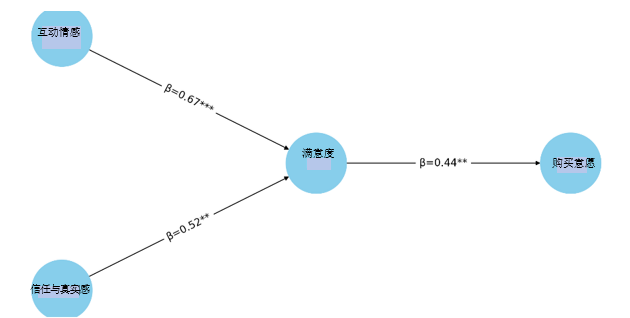 互动情感
β=0.67***
满意度
β=0.44**
购买意愿
β=0.52**
信任与真实感